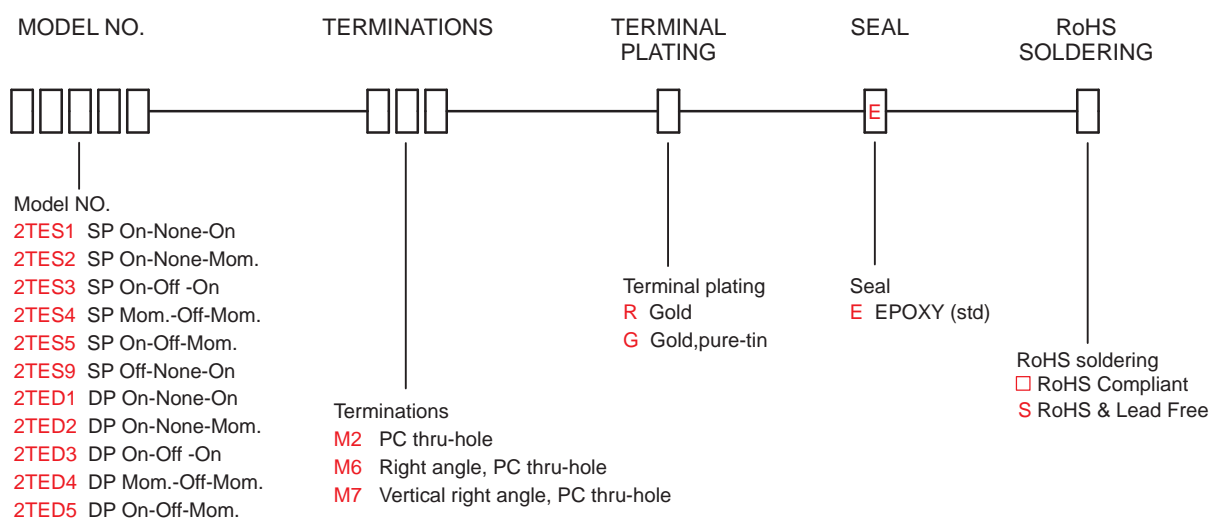 MODEL NO.
TERMINATIONS
TERMINAL
PLATING
SEAL
RoHS
SOLDERING
E
Model NO.
2TES1 SP On-None-On
2TES2 SP On-None-Mom.
2TES3 SP On-Off -On
2TES4 SP Mom.-Off-Mom.
2TES5 SP On-Off-Mom.
2TES9 SP Off-None-On
2TED1 DP On-None-On
2TED2 DP On-None-Mom.
2TED3 DP On-Off -On
2TED4 DP Mom.-Off-Mom.
2TED5 DP On-Off-Mom.
Terminations
M2 PC thru-hole
M6 Right angle, PC thru-hole
M7 Vertical right angle, PC thru-hole
Terminal plating
R Gold
G Gold,pure-tin
Seal
E EPOXY (std)
RoHS soldering
□ RoHS Compliant
S RoHS & Lead Free